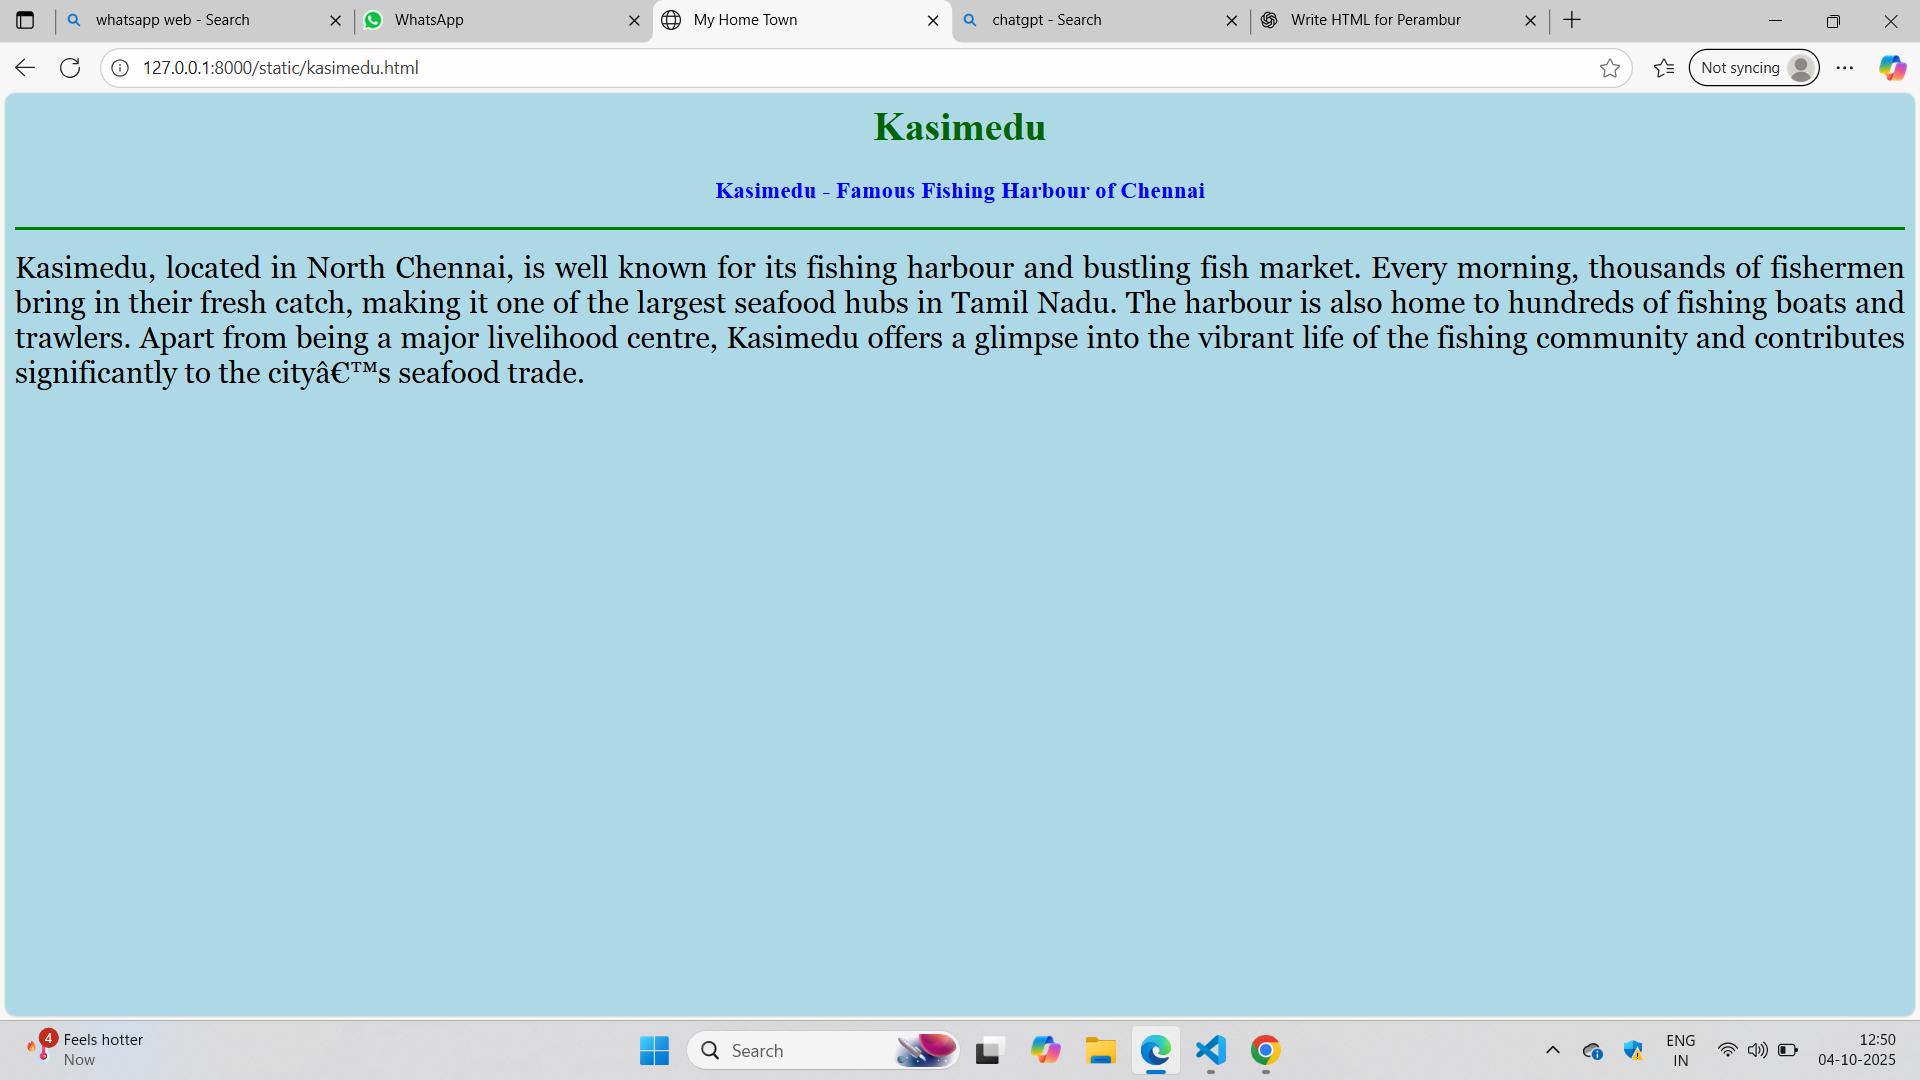 whatsapp web - Search
WhatsApp
My Home Town
chatgpt - Search
Write HTML for Perambur
127.0.0.1:8000/static/kasimedu.html
Not syncing
Kasimedu
Kasimedu - Famous Fishing Harbour of Chennai
Kasimedu, located in North Chennai, is well known for its fishing harbour and bustling fish market. Every morning, thousands of fishermen
bring in their fresh catch, making it one of the largest seafood hubs in Tamil Nadu. The harbour is also home to hundreds of fishing boats and
trawlers. Apart from being a major livelihood centre, Kasimedu offers a glimpse into the vibrant life of the fishing community and contributes
significantly to the cityâ€™s seafood trade.
4
Feels hotter
Now
Search
ENG
IN
12:50
04-10-2025